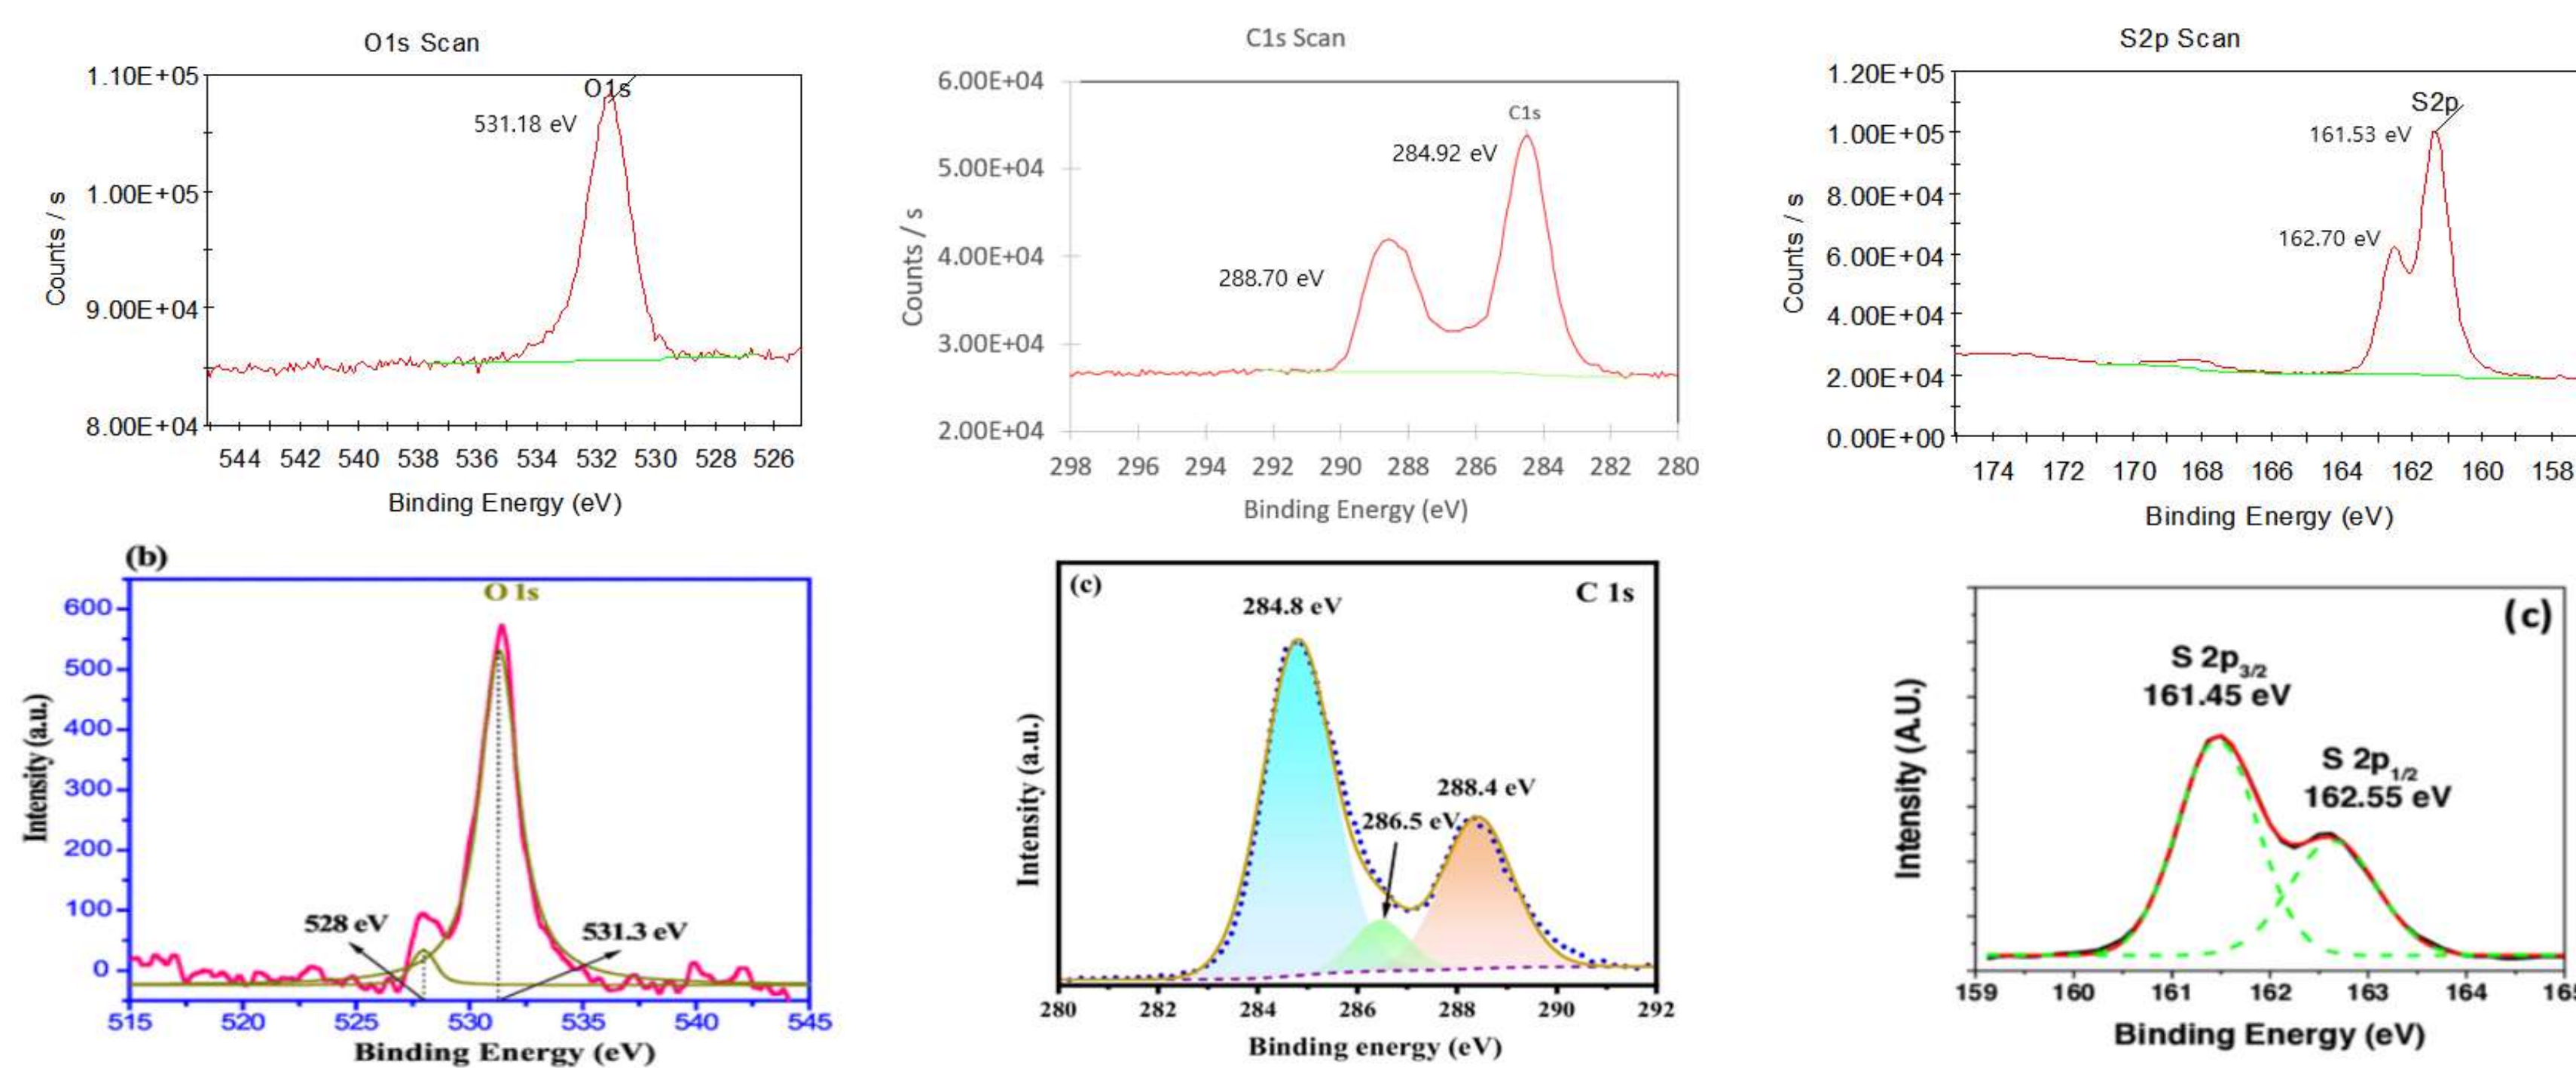 O1s Scan
1.10E+05
1.00E+05
9.00E+04
8.00E+04
O1s
531.18 eV
Counts / s
544 542 540 538 536 534 532 530 528 526
Binding Energy (eV)
C1s Scan
6.00E+04
5.00E+04
4.00E+04
3.00E+04
2.00E+04
C1s
284.92 eV
288.70 eV
Counts / s
298 296 294 292 290 288 286 284 282 280
Binding Energy (eV)
S2p Scan
1.20E+05
1.00E+05
8.00E+04
6.00E+04
4.00E+04
2.00E+04
0.00E+00
S2p
161.53 eV
162.70 eV
Counts / s
174 172 170 168 166 164 162 160 158
Binding Energy (eV)
(b)
O 1s
600
500
400
300
200
100
0
528 eV
531.3 eV
Intensity (a.u.)
515 520 525 530 535 540 545
Binding Energy (eV)
(c)
C 1s
284.8 eV
288.4 eV
286.5 eV
Intensity (a.u.)
280 282 284 286 288 290 292
Binding energy (eV)
(c)
S 2p3/2
161.45 eV
S 2p1/2
162.55 eV
Intensity (A.U.)
159 160 161 162 163 164
Binding Energy (eV)